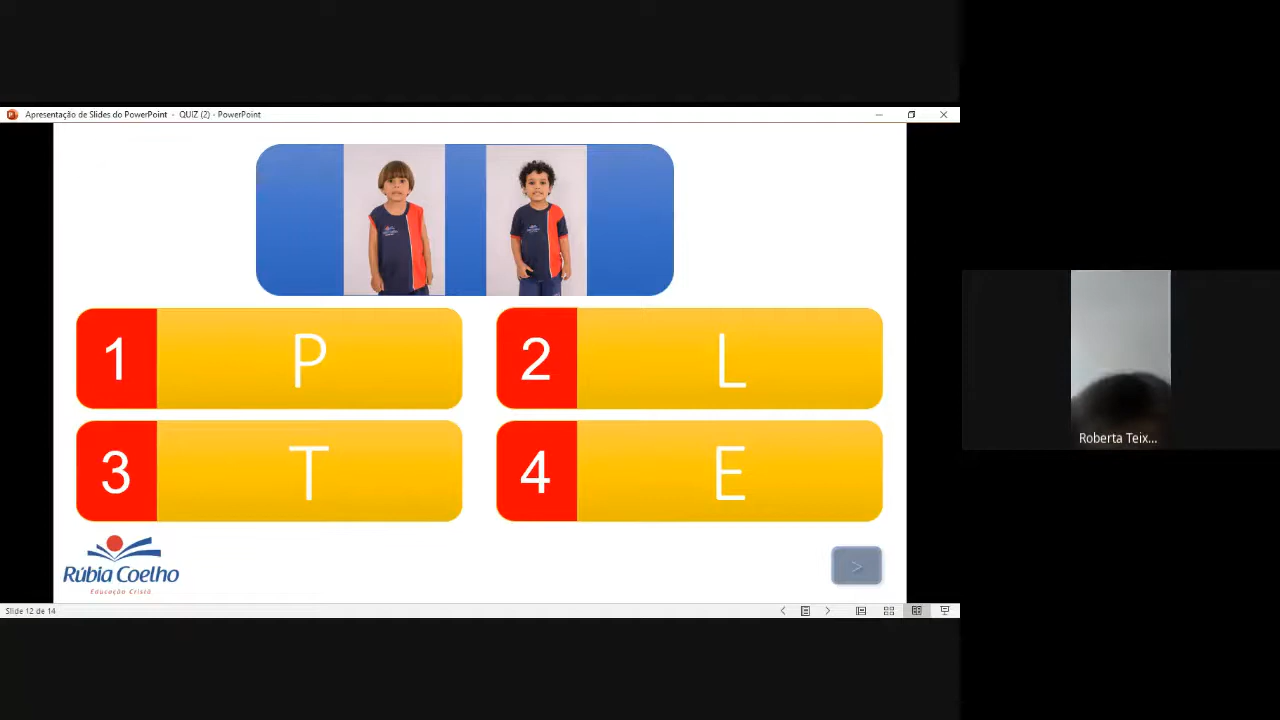 Apresentação de Slides do PowerPoint - QUIZ (2) - PowerPoint
1 P
2 L
3 T
4 E
Rúbia Coelho
Educação Cristã
>
Slide 12 de 14
Roberta Teix...